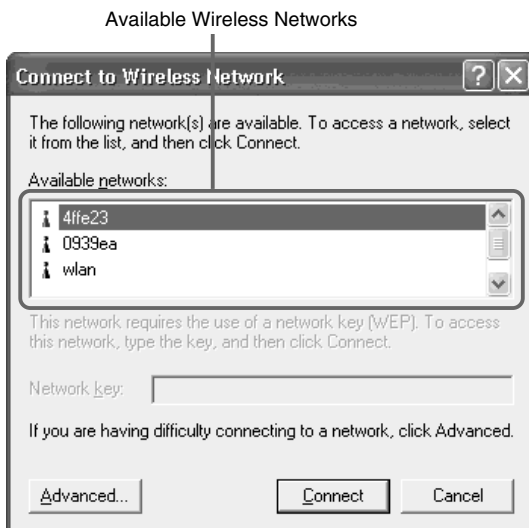 Available Wireless Networks
Connect to Wireless Network
The following network(s) are available. To access a network, select
it from the list, and then click Connect.
Available networks:
4ffe23
0939ea
wlan
This network requires the use of a network key (WEP). To access
this network, type the key, and then click Connect.
Network key:
If you are having difficulty connecting to a network, click Advanced.
Advanced... Connect Cancel